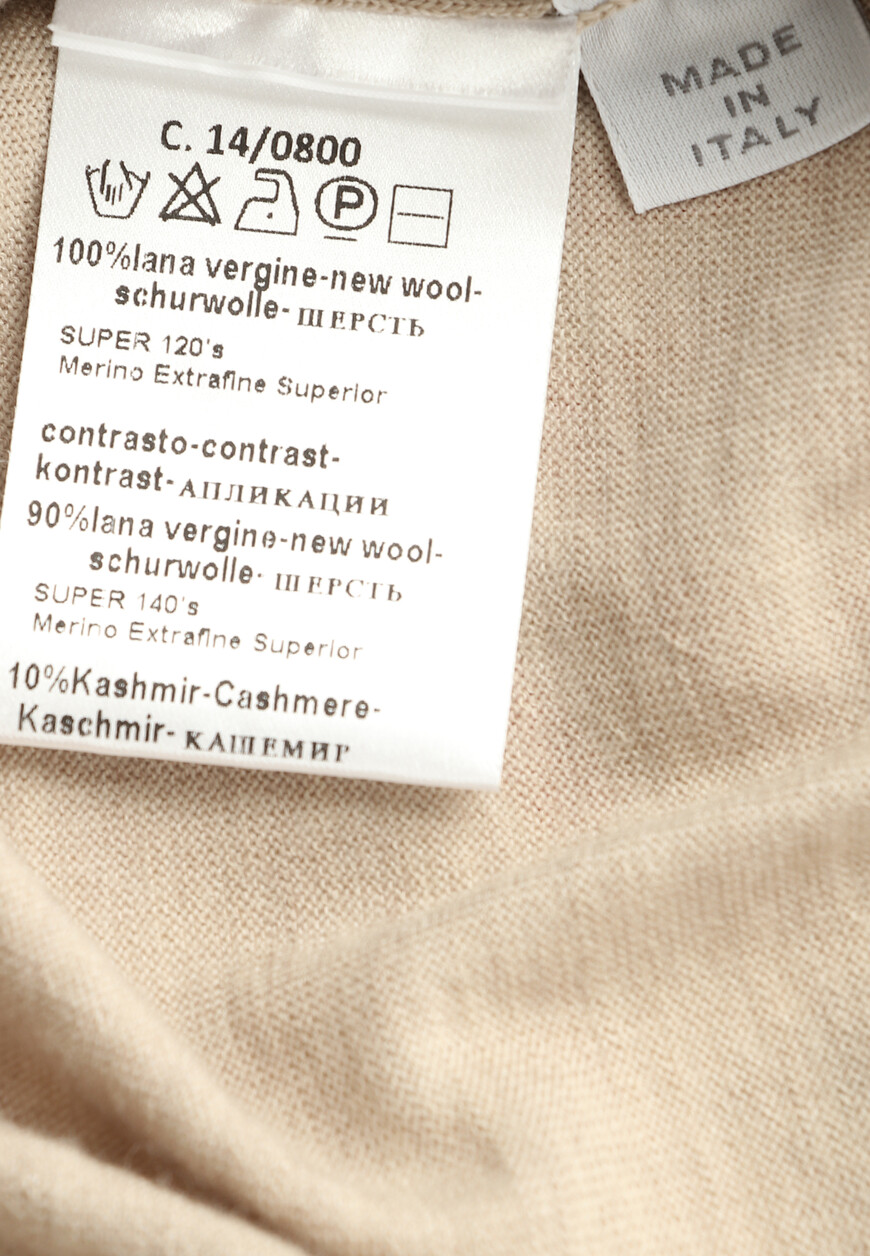 C. 14/0800
P
100%lana vergine-new wool-
schurwolle-ШЕРСТЬ
SUPER 120's
Merino Extrafine Superior
contrasto-contrast-
kontrast-АПЛИКАЦИИ
90%lana vergine-new wool-
schurwolle-ШЕРСТЬ
SUPER 140's
Merino Extrafine Superior
10%Kashmir-Cashmere-
Kaschmir-КАШЕМИР
MADE
IN
ITALY